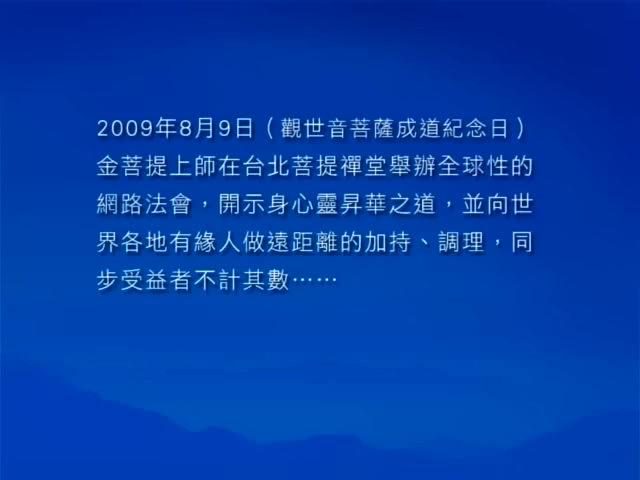 2009年8月9日（觀世音菩薩成道紀念日）
金菩提上師在台北菩提禪堂舉辦全球性的
網路法會，開示身心靈昇華之道，並向世
界各地有緣人做遠距離的加持、調理，同
步受益者不計其數⋯⋯